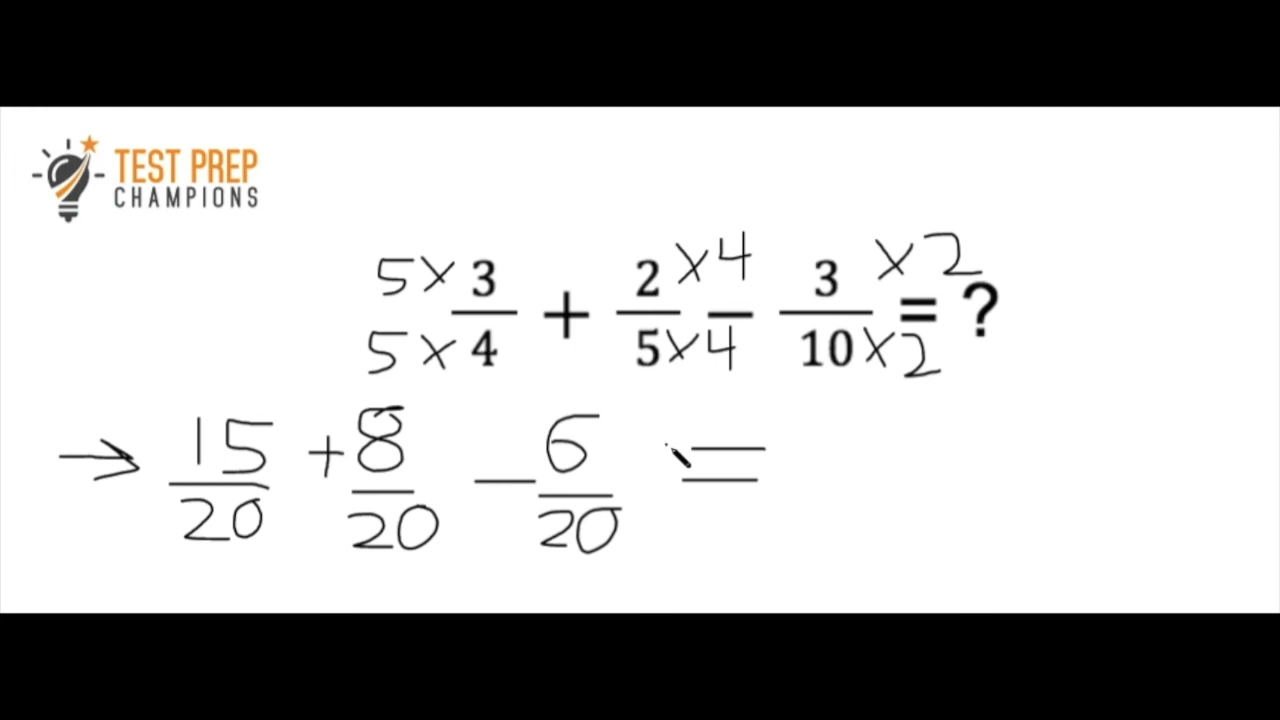 TEST PREP
CHAMPIONS
5 × 3 + 2 × 4 − 3 × 2 = ?
5 × 4 5 × 4 10 × 2
→ 15 + 8 − 6 =
20 20 20